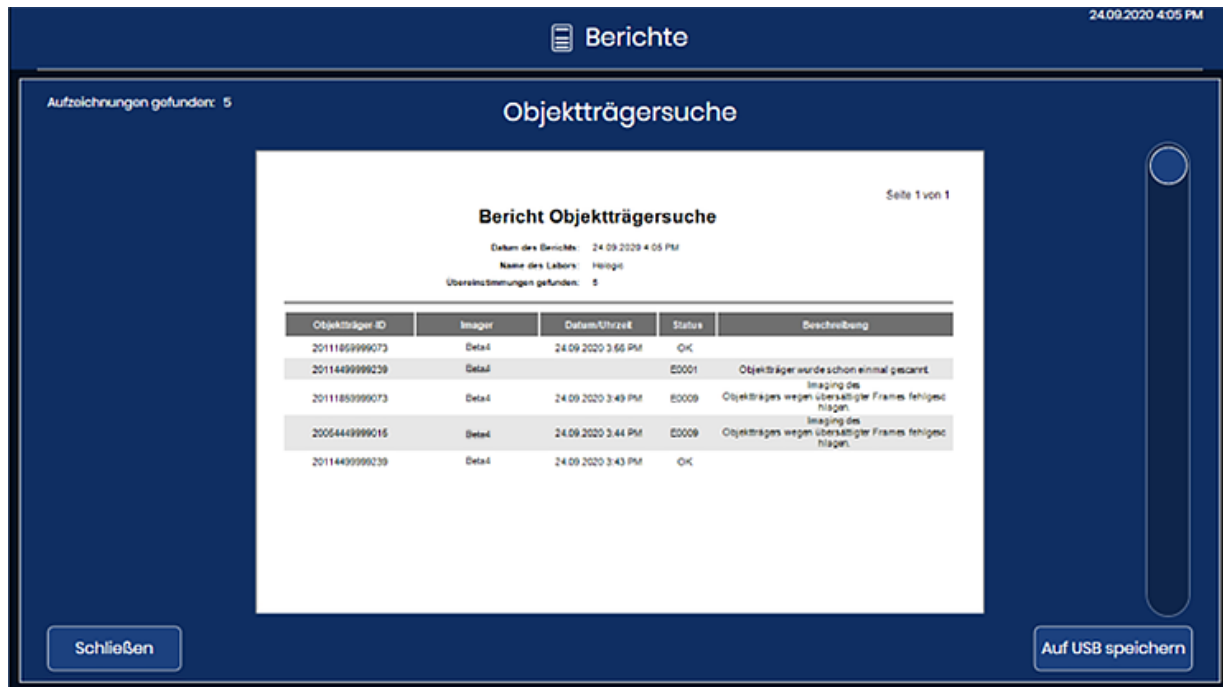 24.09.2020 4:05 PM
Berichte
Aufzeichnungen gefunden: 5
Objektträgersuche
Seite 1 von 1
Bericht Objektträgersuche
Datum des Berichts: 24.09.2020 4:05 PM
Name des Labors: Hologic
Übereinstimmungen gefunden: 5
Objektträger-ID Imager Datum/Uhrzeit Status Beschreibung
20111859999073 Beta4 24.09.2020 3:56 PM OK
20114499999239 Beta4 E0001 Objektträger wurde schon einmal gescannt.
Imaging des
20111859999073 Beta4 24.09.2020 3:49 PM E0009 Objektträgers wegen übersättigter Frames fehlgesc
hlagen.
Imaging des
20054449999015 Beta4 24.09.2020 3:44 PM E0009 Objektträgers wegen übersättigter Frames fehlgesc
hlagen.
20114499999239 Beta4 24.09.2020 3:43 PM OK
Schließen
Auf USB speichern